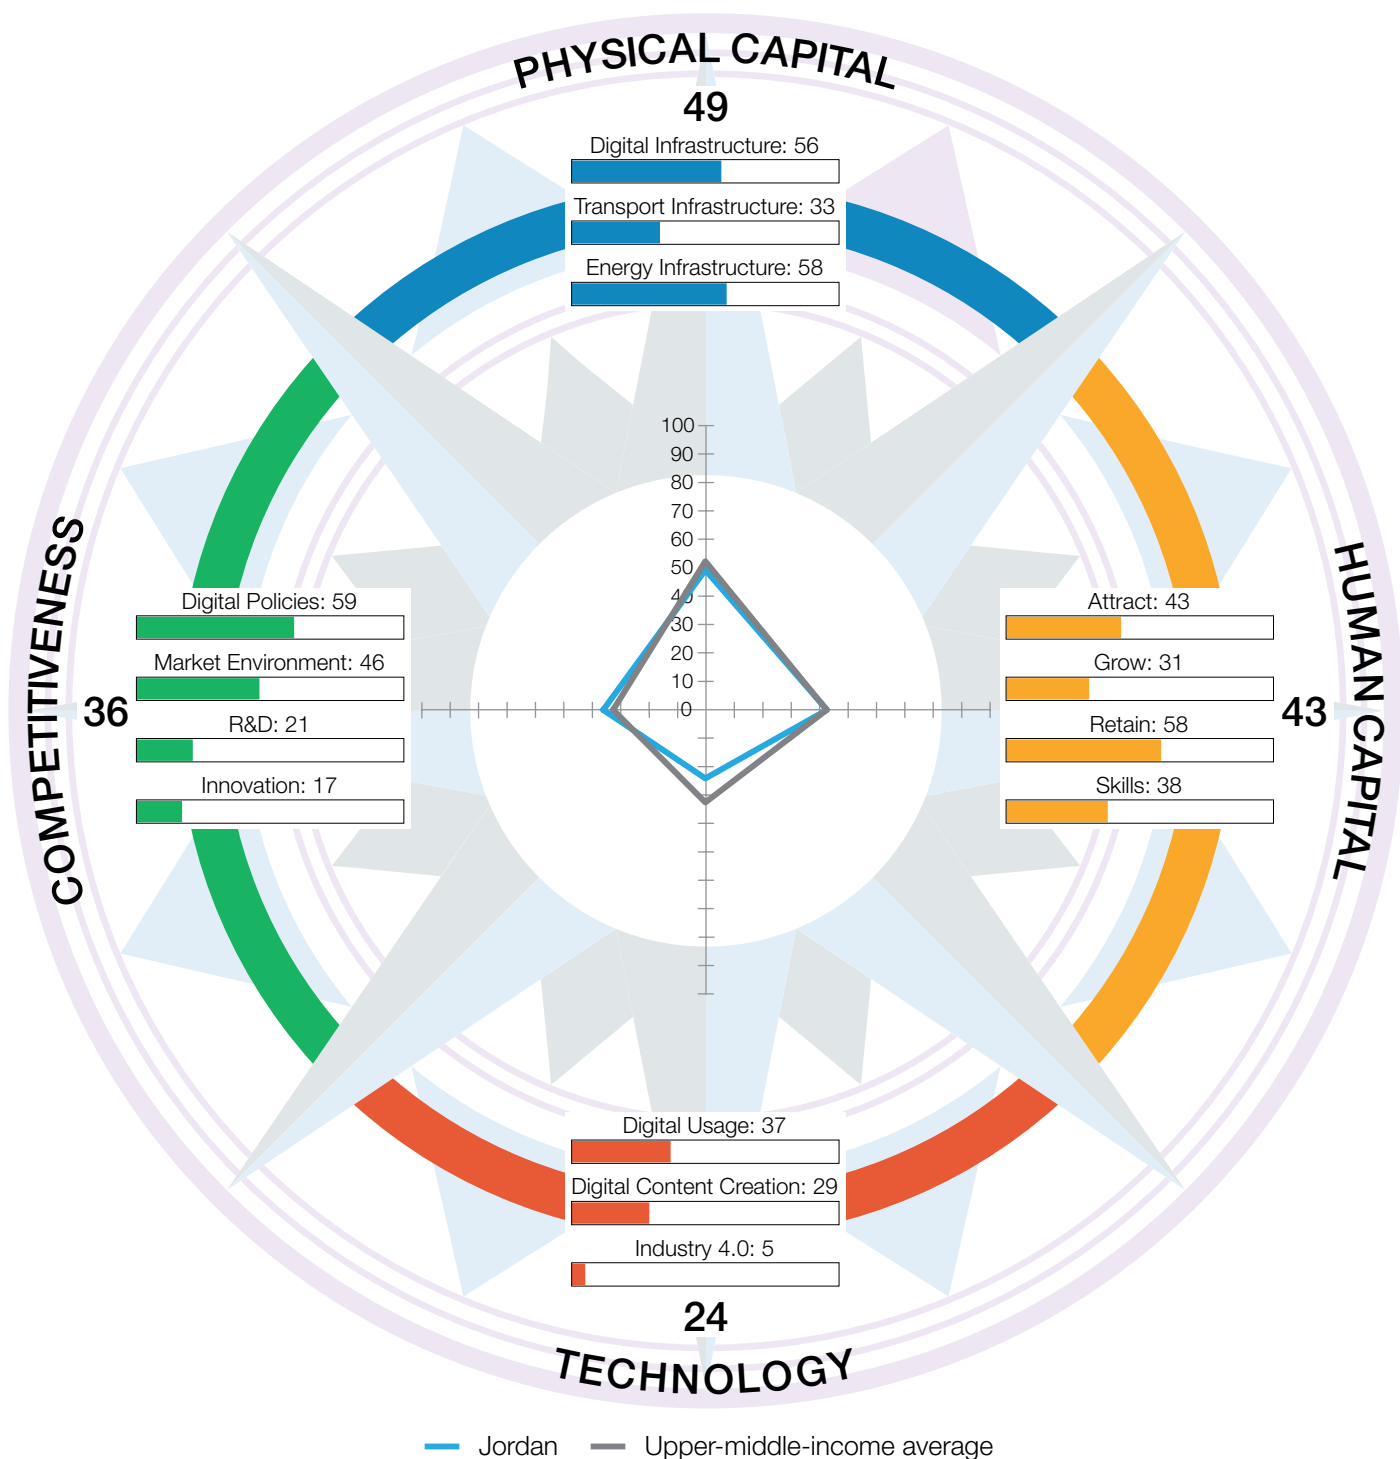 PHYSICAL CAPITAL
49
Digital Infrastructure: 56
Transport Infrastructure: 33
Energy Infrastructure: 58
100
90
80
70
60
50
40
30
20
10
0
COMPETITIVENESS
36
Digital Policies: 59
Market Environment: 46
R&D: 21
Innovation: 17
HUMAN CAPITAL
43
Attract: 43
Grow: 31
Retain: 58
Skills: 38
Digital Usage: 37
Digital Content Creation: 29
Industry 4.0: 5
24
TECHNOLOGY
Jordan
Upper-middle-income average